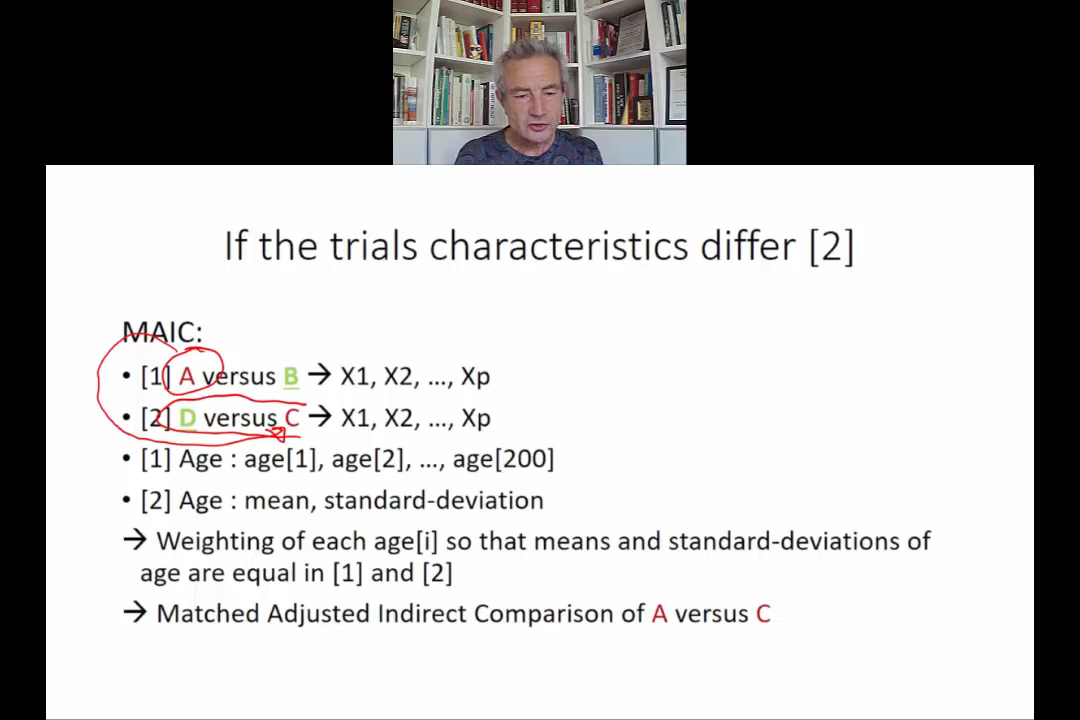 If the trials characteristics differ [2]
MAIC:
• [1] A versus B → X1, X2, ..., Xp
• [2] D versus C → X1, X2, ..., Xp
• [1] Age : age[1], age[2], ..., age[200]
• [2] Age : mean, standard-deviation
→ Weighting of each age[i] so that means and standard-deviations of
age are equal in [1] and [2]
→ Matched Adjusted Indirect Comparison of A versus C